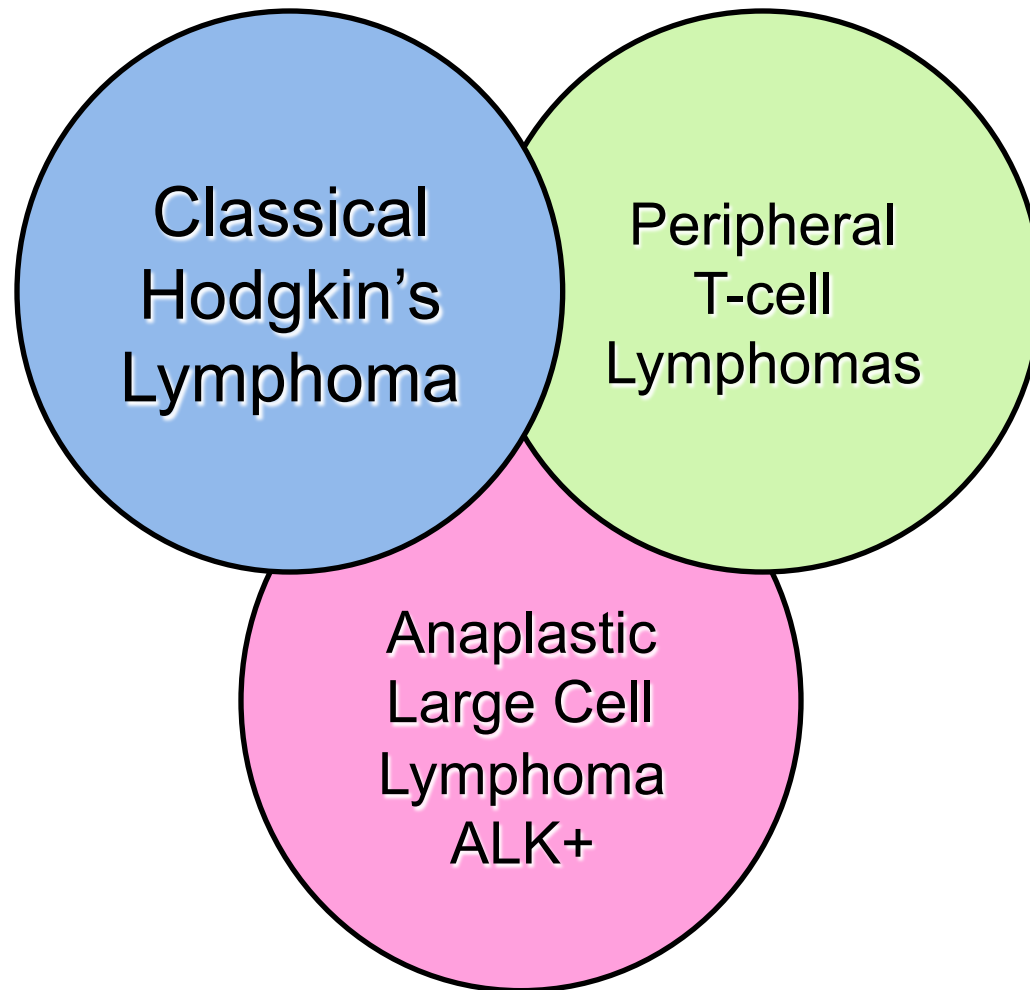 Classical
Hodgkin’s
Lymphoma
Peripheral
T-cell
Lymphomas
Anaplastic
Large Cell
Lymphoma
ALK+